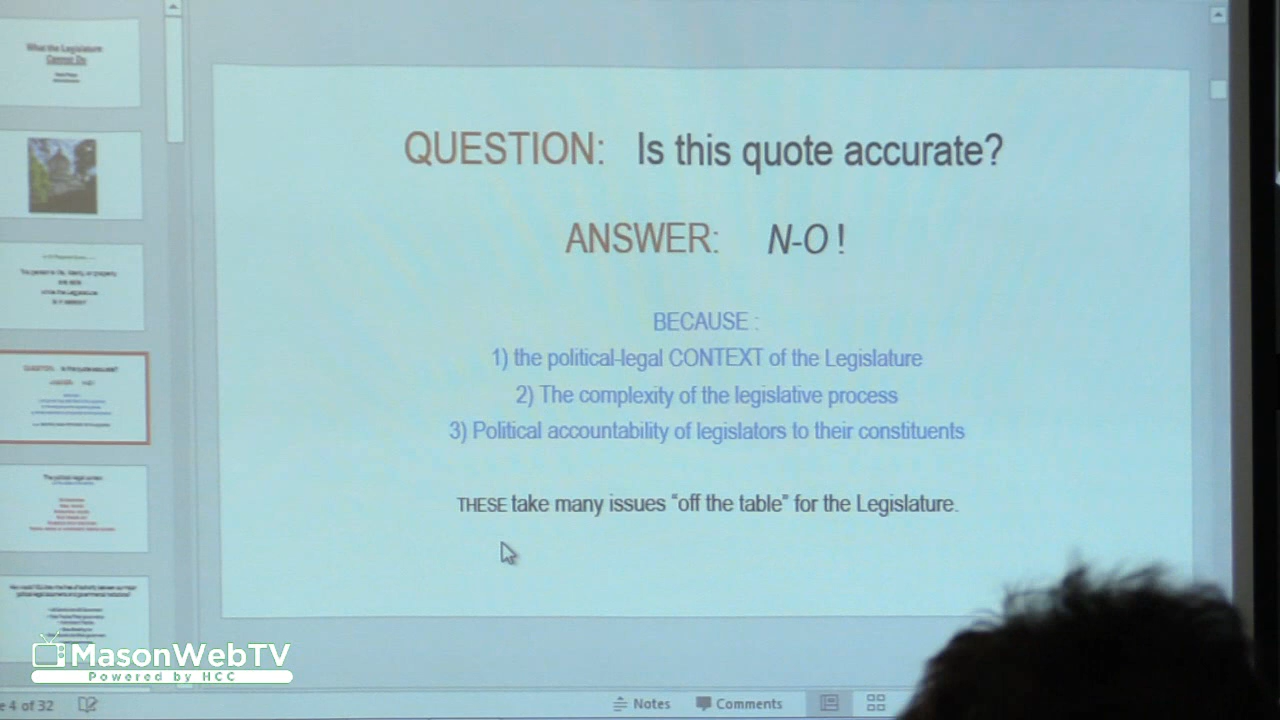 What the Legislature
Cannot Do
QUESTION: Is this quote accurate?
ANSWER: N-O !
BECAUSE :
1) the political-legal CONTEXT of the Legislature
2) The complexity of the legislative process
3) Political accountability of legislators to their constituents
THESE take many issues “off the table” for the Legislature.
MasonWebTV
Powered by HCC
4 of 32
Notes
Comments